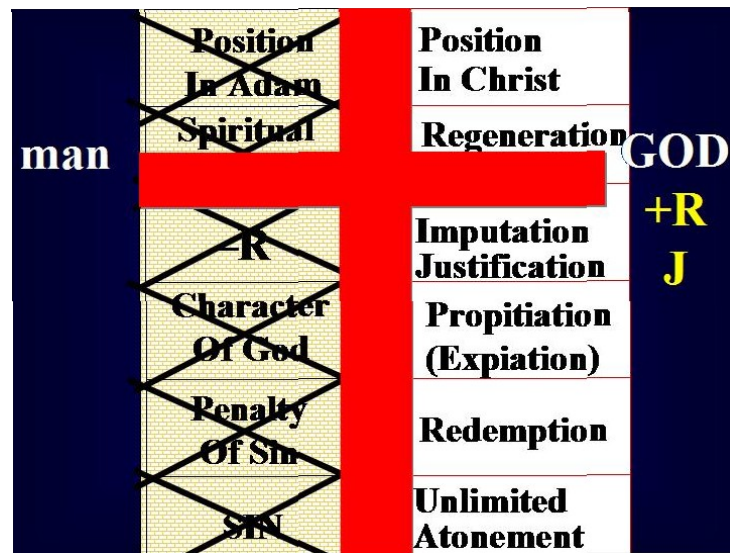 man
Position
In Adam
Spiritual
–R
Character
Of God
Penalty
Of Sin
SIN
Position
In Christ
Regeneration
Imputation
Justification
Propitiation
(Expiation)
Redemption
Unlimited
Atonement
GOD
+R
J